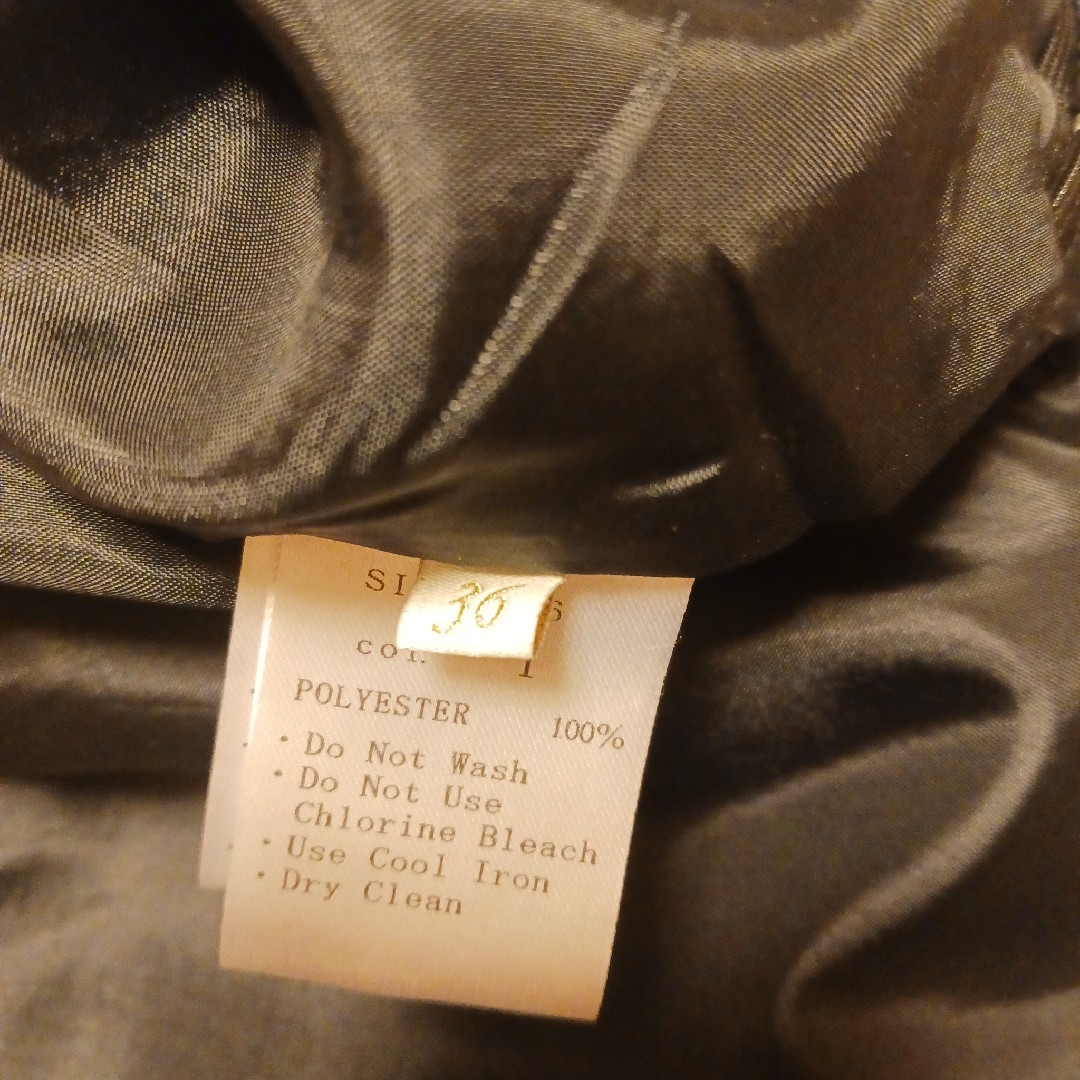 36
POLYESTER 100%
・Do Not Wash
・Do Not Use
Chlorine Bleach
・Use Cool Iron
・Dry Clean